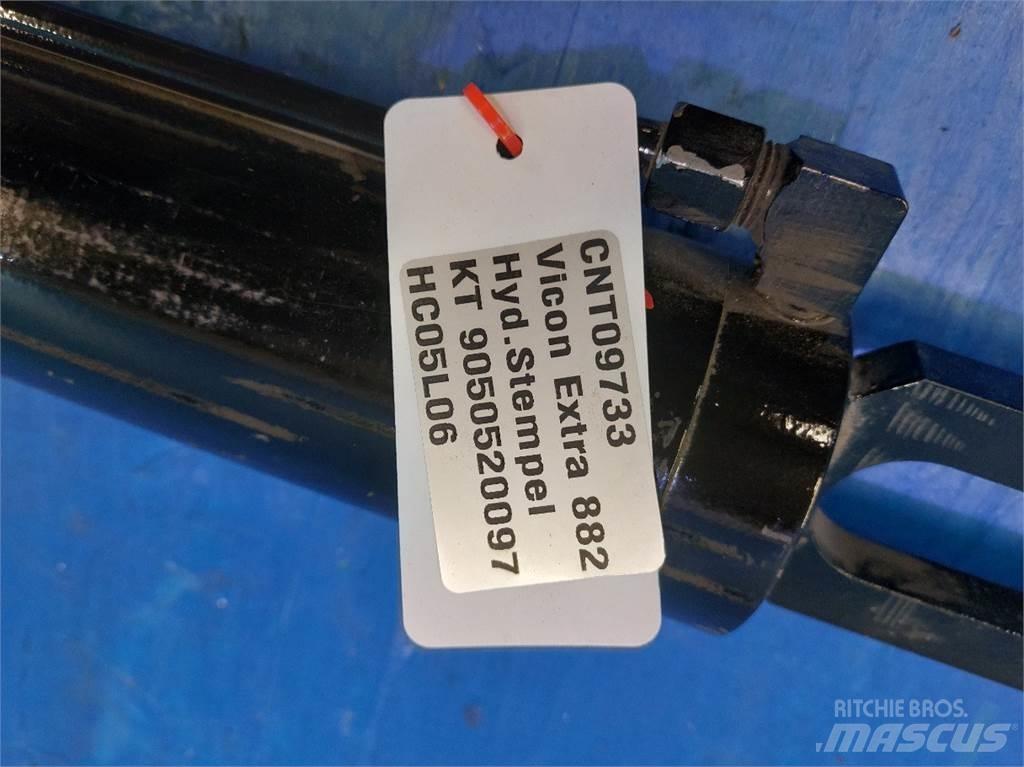 CNT09733
Vicon Extra 882
Hyd.Stempel
KT 9050520097
HC05L06
RITCHIE BROS.
MASCUS